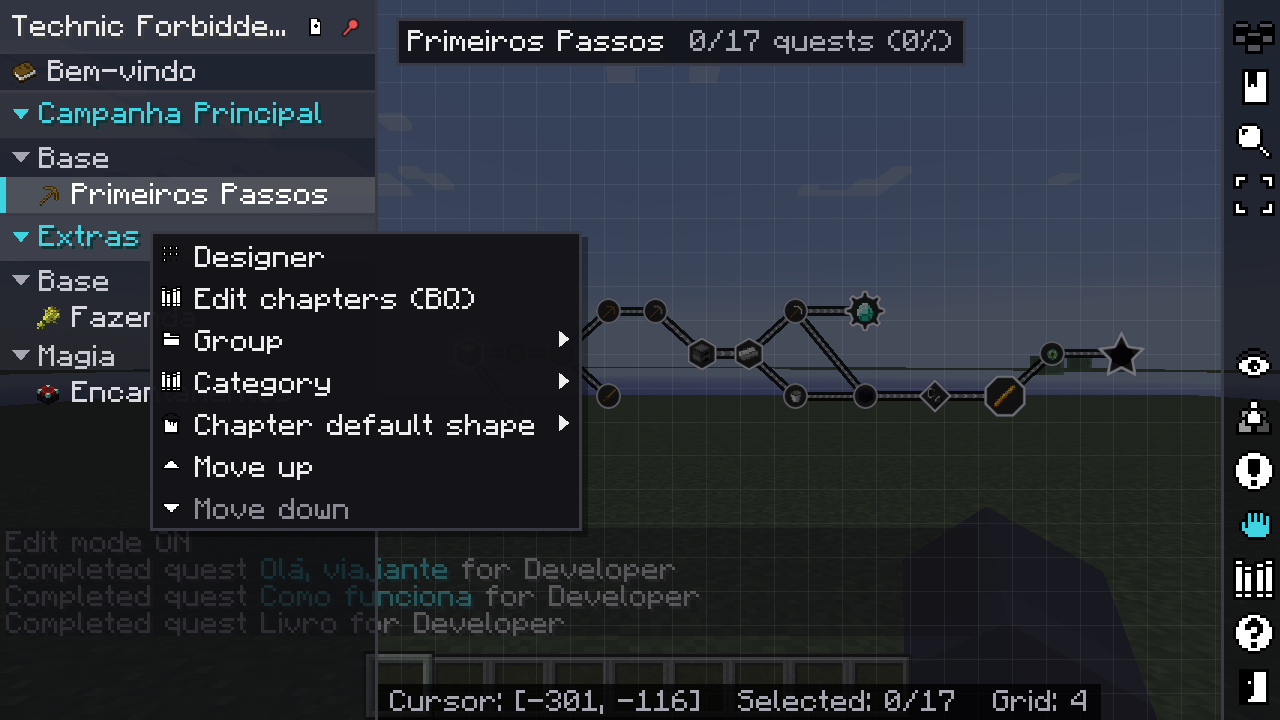 Technic Forbidde...
Primeiros Passos 0/17 quests (0%)
Bem-vindo
Campanha Principal
Base
Primeiros Passos
Extras
Designer
Base
Edit chapters (BQ)
Group
Magia
Category
Chapter default shape
Move up
Move down
Edit mode ON
Completed quest Olá, viajante for Developer
Completed quest Como funciona for Developer
Completed quest Livro for Developer
Cursor: [-301, -116] Selected: 0/17 Grid: 4